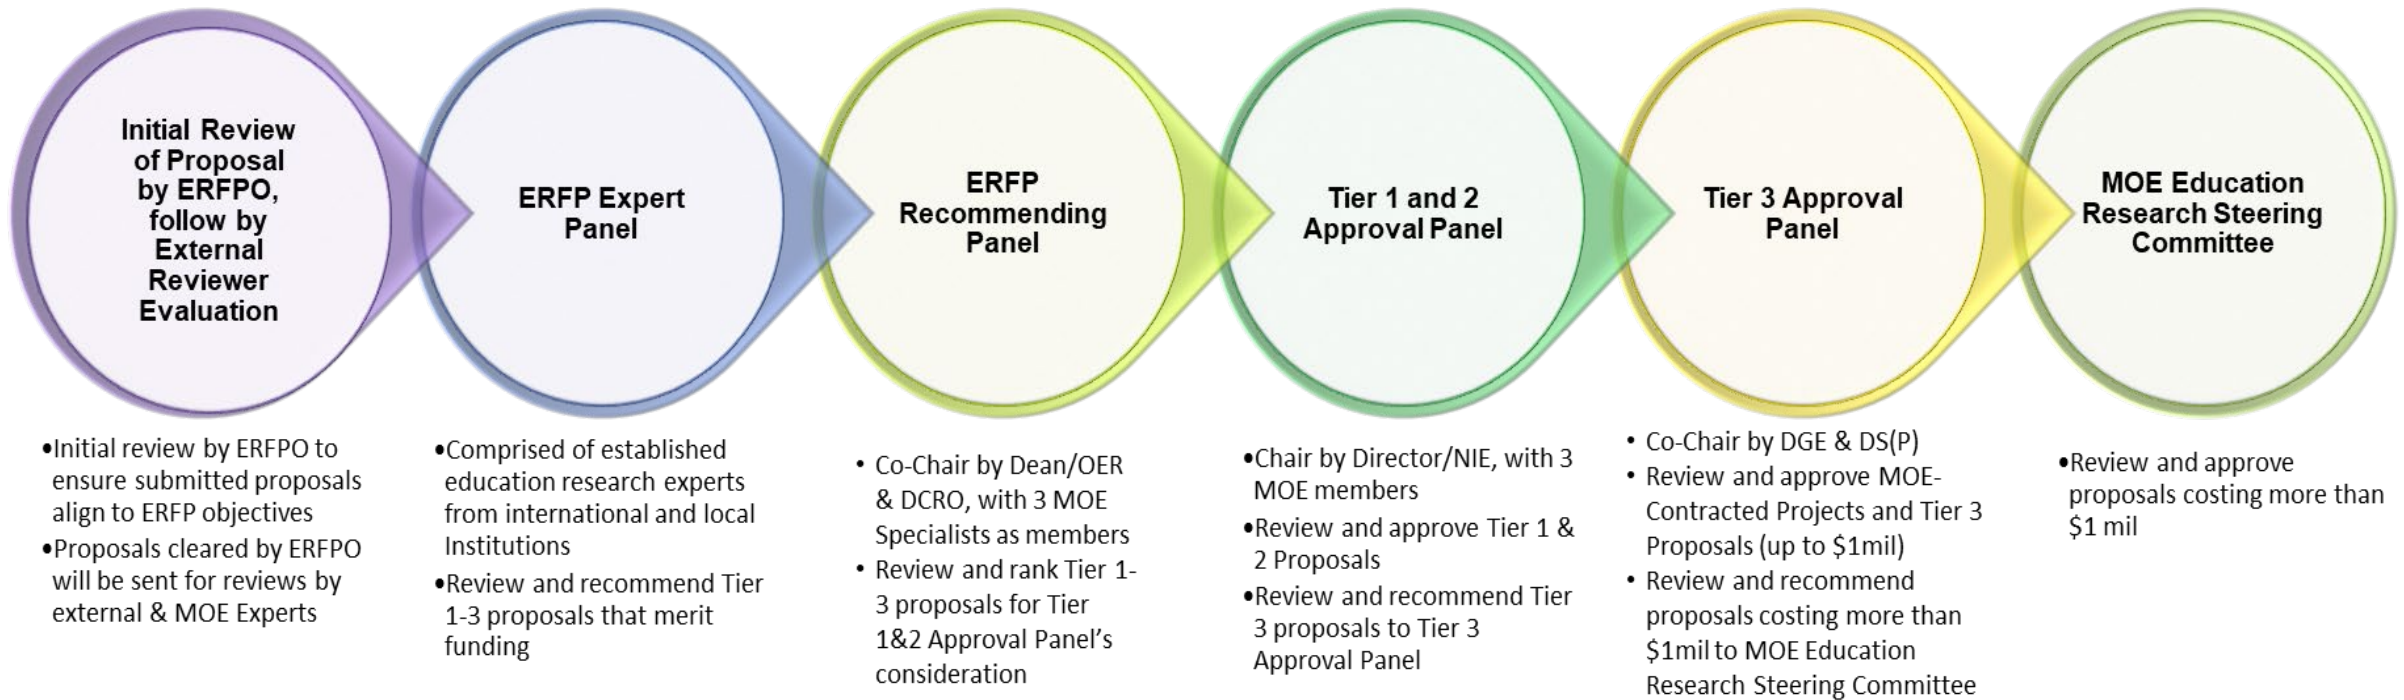 Initial Review
of Proposal
by ERFPO,
follow by
External
Reviewer
Evaluation
•Initial review by ERFPO to
ensure submitted proposals
align to ERFP objectives
•Proposals cleared by ERFPO
will be sent for reviews by
external & MOE Experts
ERFP Expert
Panel
•Comprised of established
education research experts
from international and local
Institutions
•Review and recommend Tier
1-3 proposals that merit
funding
ERFP
Recommending
Panel
• Co-Chair by Dean/OER
& DCRO, with 3 MOE
Specialists as members
• Review and rank Tier 1-
3 proposals for Tier
1&2 Approval Panel’s
consideration
Tier 1 and 2
Approval Panel
•Chair by Director/NIE, with 3
MOE members
•Review and approve Tier 1 &
2 Proposals
•Review and recommend Tier
3 proposals to Tier 3
Approval Panel
Tier 3 Approval
Panel
• Co-Chair by DGE & DS(P)
• Review and approve MOE-
Contracted Projects and Tier 3
Proposals (up to $1mil)
• Review and recommend
proposals costing more than
$1mil to MOE Education
Research Steering Committee
MOE Education
Research Steering
Committee
•Review and approve
proposals costing more than
$1 mil